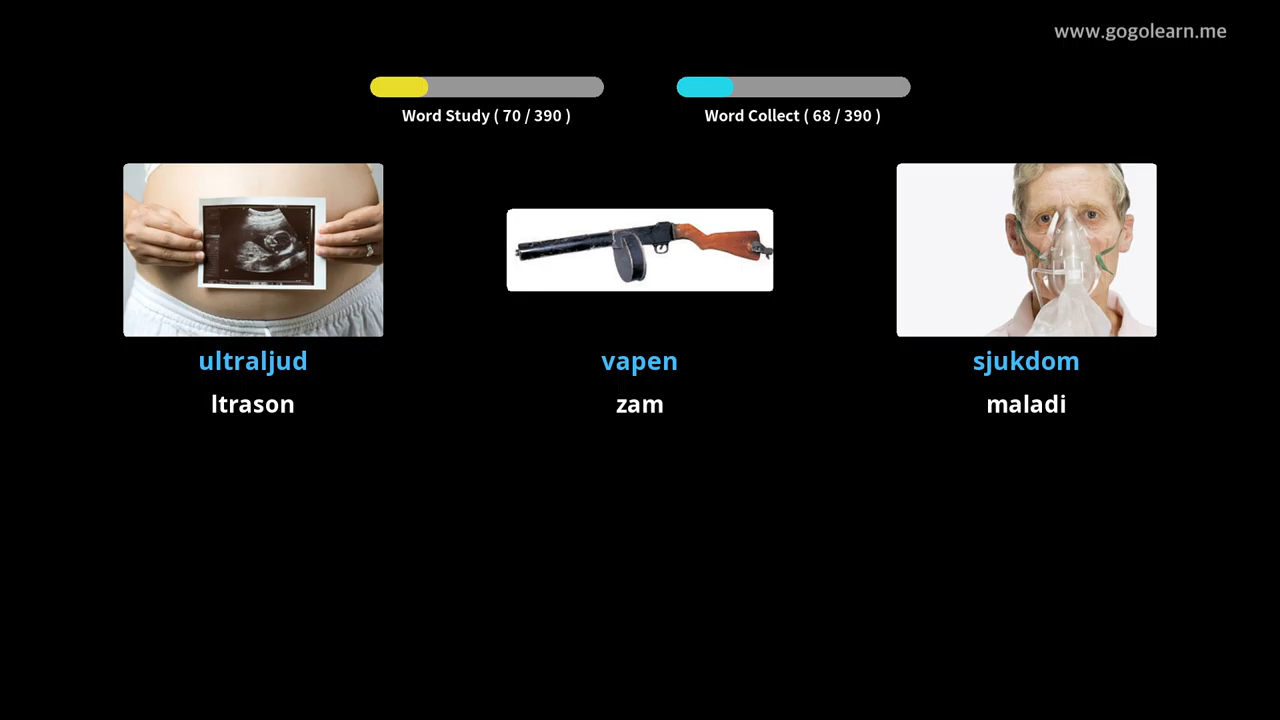 www.gogolearn.me
Word Study ( 70 / 390 )
Word Collect ( 68 / 390 )
ultraljud
vapen
sjukdom
ltrason
zam
maladi